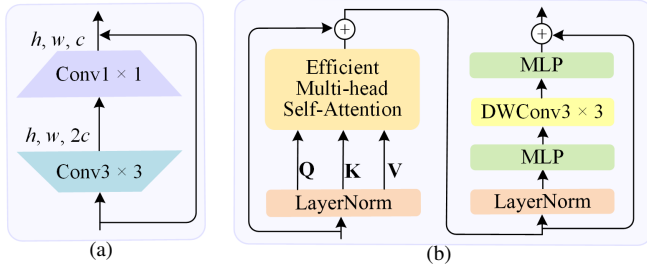 h, w, c
Conv1 × 1
h, w, 2c
Conv3 × 3
(a)
+
Efficient
Multi-head
Self-Attention
Q K V
LayerNorm
+
MLP
DWConv3 × 3
MLP
LayerNorm
(b)